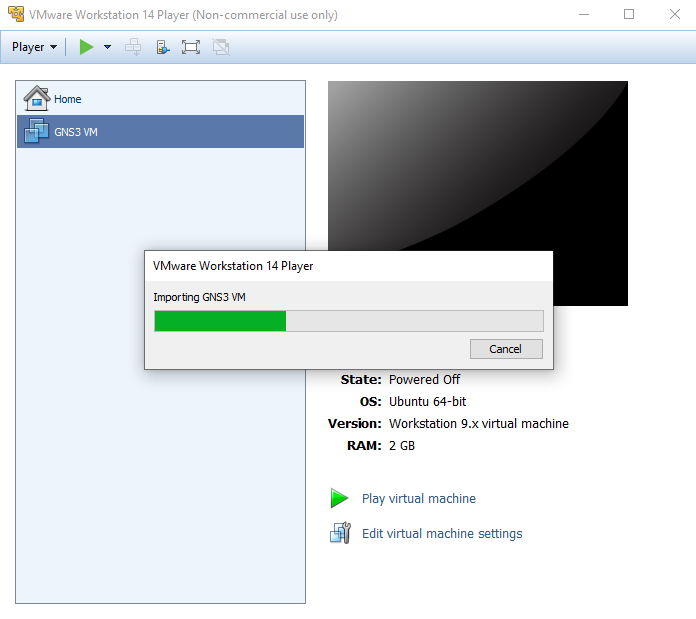 VMware Workstation 14 Player (Non-commercial use only)
Player
Home
GNS3 VM
VMware Workstation 14 Player
Importing GNS3 VM
Cancel
State: Powered Off
OS: Ubuntu 64-bit
Version: Workstation 9.x virtual machine
RAM: 2 GB
Play virtual machine
Edit virtual machine settings